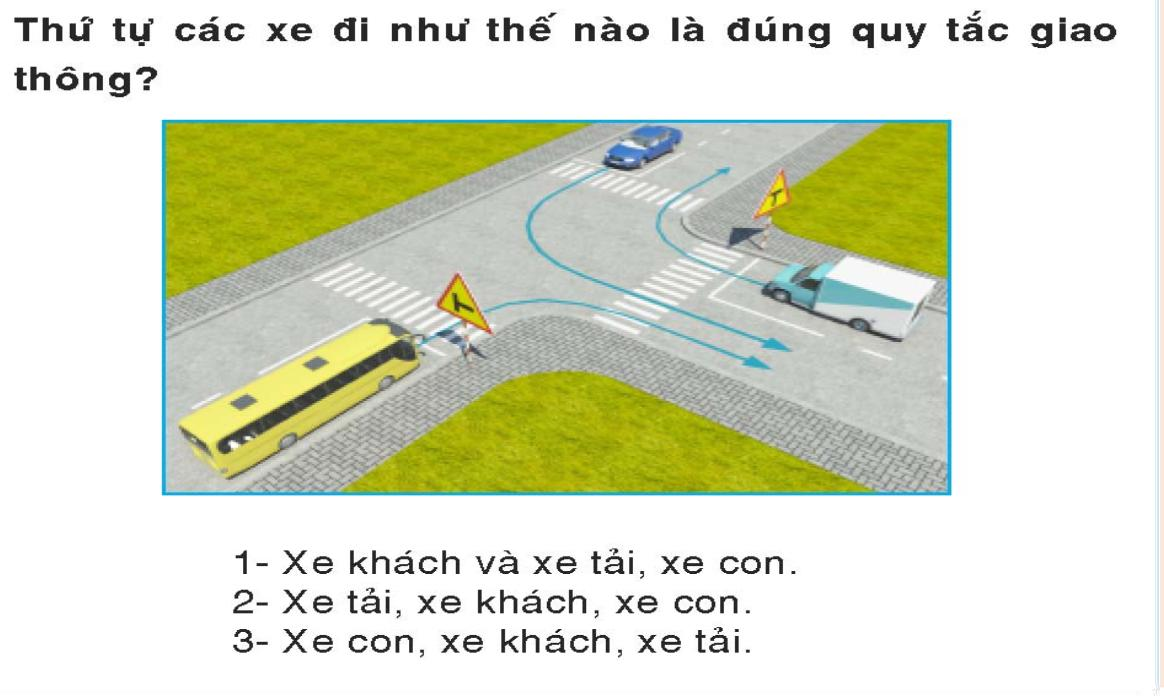 Thứ tự các xe đi như thế nào là đúng quy tắc giao
thông?
1- Xe khách và xe tải, xe con.
2- Xe tải, xe khách, xe con.
3- Xe con, xe khách, xe tải.